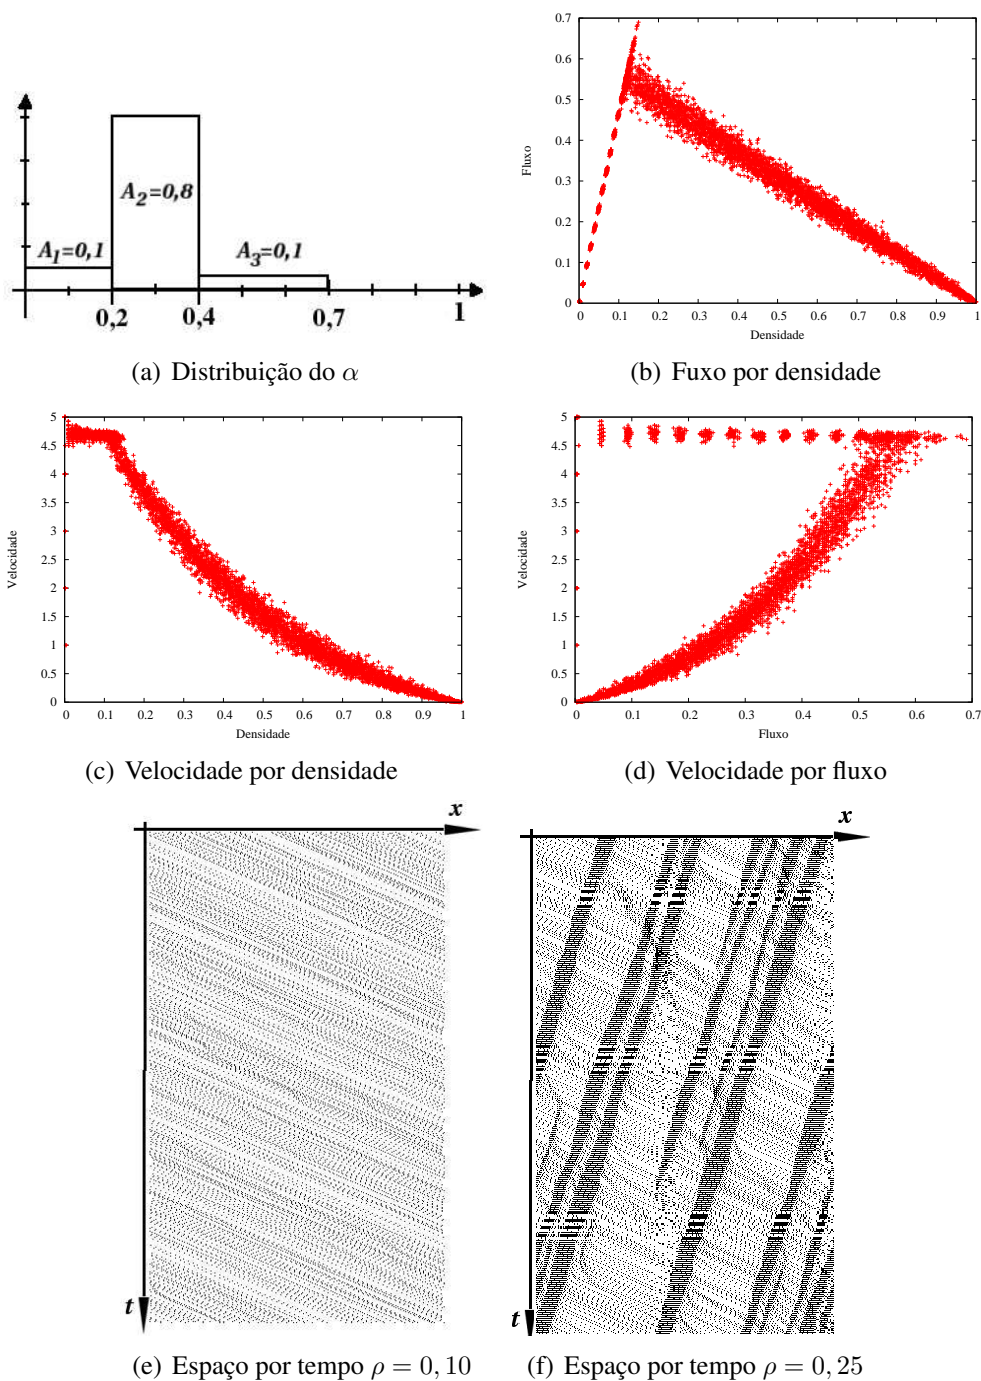 A1=0,1
A2=0,8
A3=0,1
0,2
0,4
0,7
1
(a) Distribuição do α
Fluxo
0.7
0.6
0.5
0.4
0.3
0.2
0.1
0
0 0.1 0.2 0.3 0.4 0.5 0.6 0.7 0.8 0.9 1
Densidade
(b) Fuxo por densidade
Velocidade
5
4.5
4
3.5
3
2.5
2
1.5
1
0.5
0
0 0.1 0.2 0.3 0.4 0.5 0.6 0.7 0.8 0.9 1
Densidade
(c) Velocidade por densidade
Velocidade
5
4.5
4
3.5
3
2.5
2
1.5
1
0.5
0
0 0.1 0.2 0.3 0.4 0.5 0.6 0.7
Fluxo
(d) Velocidade por fluxo
x
t
(e) Espaço por tempo ρ = 0, 10
x
t
(f) Espaço por tempo ρ = 0, 25